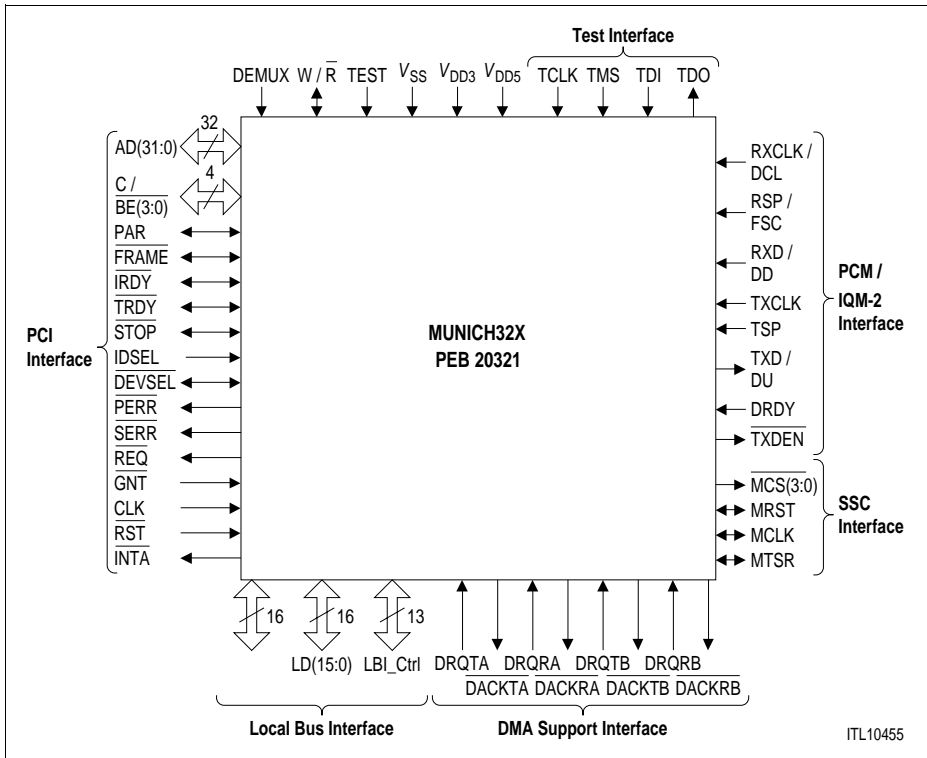 Test Interface
DEMUX W / R TEST VSS VDD3 VDD5 TCLK TMS TDI TDO
32
AD(31:0)
4
C /
BE(3:0)
PAR
FRAME
IRDY
TRDY
STOP
IDSEL
DEVSEL
PERR
SERR
REQ
GNT
CLK
RST
INTA
PCI
Interface
MUNICH32X
PEB 20321
RXCLK /
DCL
RSP /
FSC
RXD /
DD
TXCLK
TSP
TXD /
DU
DRDY
TXDEN
PCM /
IQM-2
Interface
MCS(3:0)
MRST
MCLK
MTSR
SSC
Interface
16 16 13
LD(15:0) LBI_Ctrl DRQTA DRQRA DRQTB DRQRB
DACKTA DACKRA DACKTB DACKRB
Local Bus Interface DMA Support Interface
ITL10455